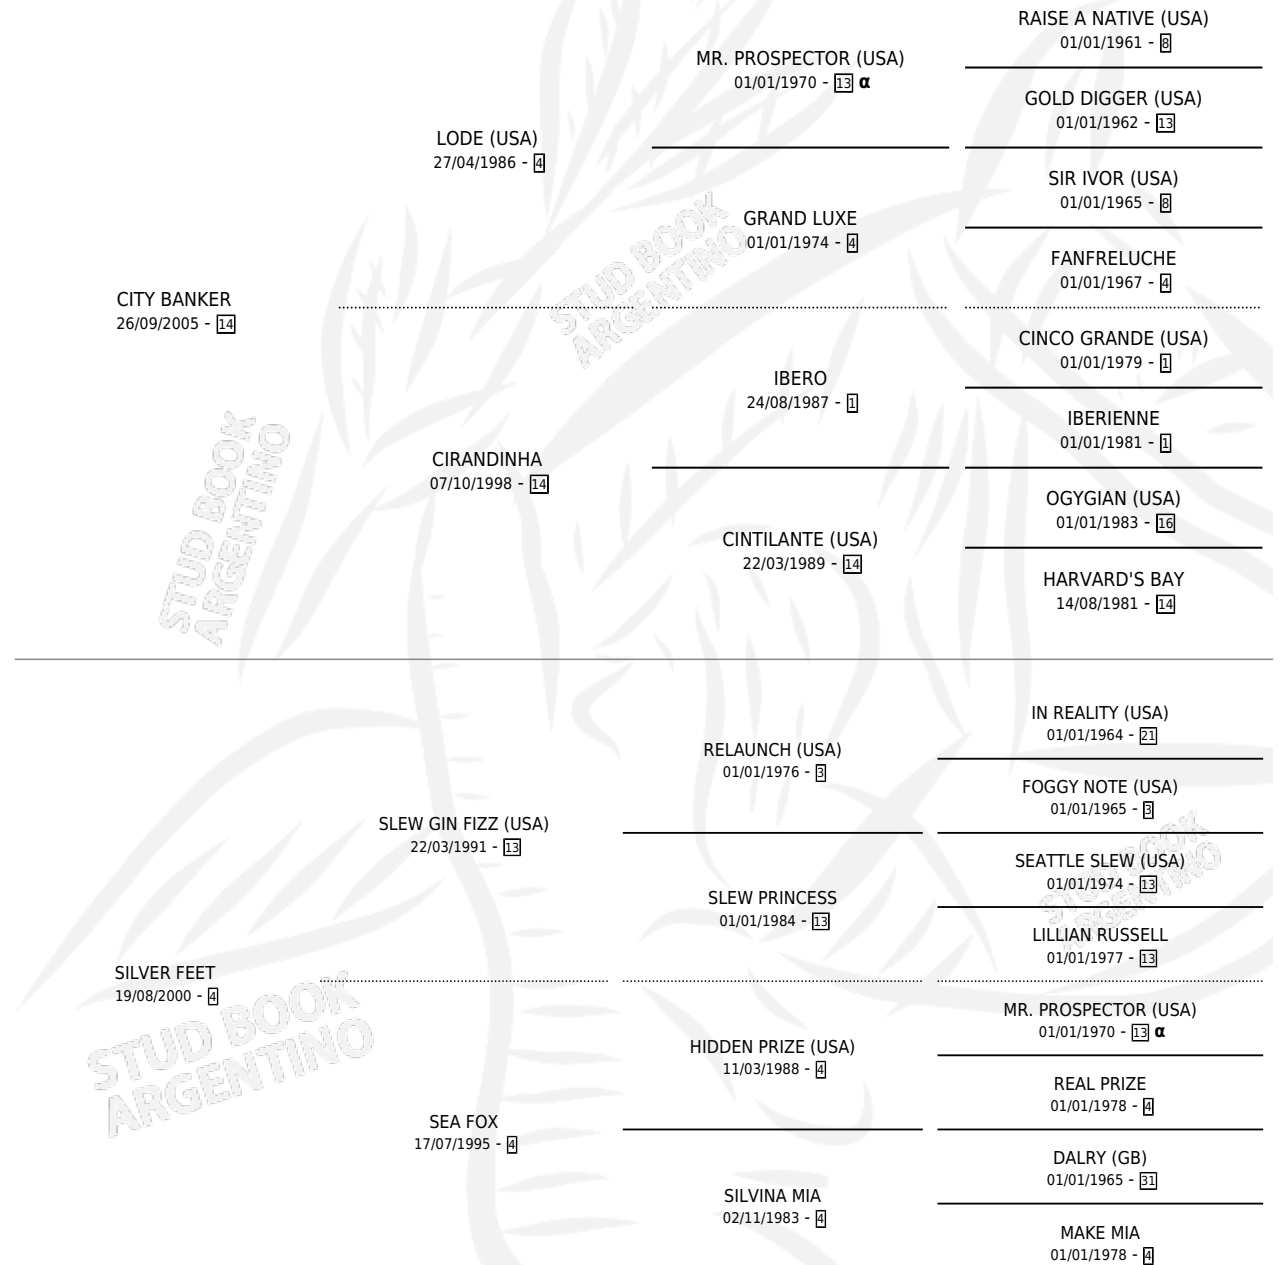 RAISE A NATIVE (USA)
01/01/1961 - 8
MR. PROSPECTOR (USA)
01/01/1970 - 13 α
GOLD DIGGER (USA)
01/01/1962 - 13
LODE (USA)
27/04/1986 - 4
SIR IVOR (USA)
01/01/1965 - 8
GRAND LUXE
01/01/1974 - 4
FANFRELUCHE
01/01/1967 - 4
STUD BOOK
ARGENTINO
CITY BANKER
26/09/2005 - 14
CINCO GRANDE (USA)
01/01/1979 - 1
IBERO
24/08/1987 - 1
IBERIENNE
01/01/1981 - 1
CIRANDINHA
07/10/1998 - 14
OGYGIAN (USA)
01/01/1983 - 16
CINTILANTE (USA)
22/03/1989 - 14
HARVARD'S BAY
14/08/1981 - 14
STUD BOOK
ARGENTINO
IN REALITY (USA)
01/01/1964 - 21
RELAUNCH (USA)
01/01/1976 - 3
FOGGY NOTE (USA)
01/01/1965 - 3
SLEW GIN FIZZ (USA)
22/03/1991 - 13
SEATTLE SLEW (USA)
01/01/1974 - 13
SLEW PRINCESS
01/01/1984 - 13
LILLIAN RUSSELL
01/01/1977 - 13
STUD BOOK
ARGENTINO
SILVER FEET
19/08/2000 - 4
MR. PROSPECTOR (USA)
01/01/1970 - 13 α
HIDDEN PRIZE (USA)
11/03/1988 - 4
REAL PRIZE
01/01/1978 - 4
STUD BOOK
ARGENTINO
SEA FOX
17/07/1995 - 4
DALRY (GB)
01/01/1965 - 31
SILVINA MIA
02/11/1983 - 4
MAKE MIA
01/01/1978 - 4